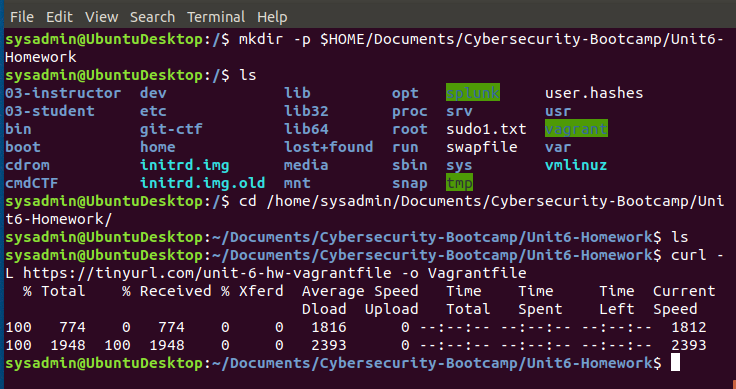 File Edit View Search Terminal Help
sysadmin@UbuntuDesktop:/$ mkdir -p $HOME/Documents/Cybersecurity-Bootcamp/Unit6-
Homework
sysadmin@UbuntuDesktop:/$ ls
03-instructor dev lib opt splunk user.hashes
03-student etc lib32 proc srv usr
bin git-ctf lib64 root sudo1.txt vagrant
boot home lost+found run swapfile var
cdrom initrd.img media sbin sys vmlinuz
cmdCTF initrd.img.old mnt snap tmp
sysadmin@UbuntuDesktop:/$ cd /home/sysadmin/Documents/Cybersecurity-Bootcamp/Uni
t6-Homework/
sysadmin@UbuntuDesktop:~/Documents/Cybersecurity-Bootcamp/Unit6-Homework$ ls
sysadmin@UbuntuDesktop:~/Documents/Cybersecurity-Bootcamp/Unit6-Homework$ curl -
L https://tinyurl.com/unit-6-hw-vagrantfile -o Vagrantfile
% Total % Received % Xferd Average Speed Time Time Time Current
Dload Upload Total Spent Left Speed
100 774 0 774 0 0 1816 0 --:--:-- --:--:-- --:--:-- 1812
100 1948 100 1948 0 0 2393 0 --:--:-- --:--:-- --:--:-- 2393
sysadmin@UbuntuDesktop:~/Documents/Cybersecurity-Bootcamp/Unit6-Homework$